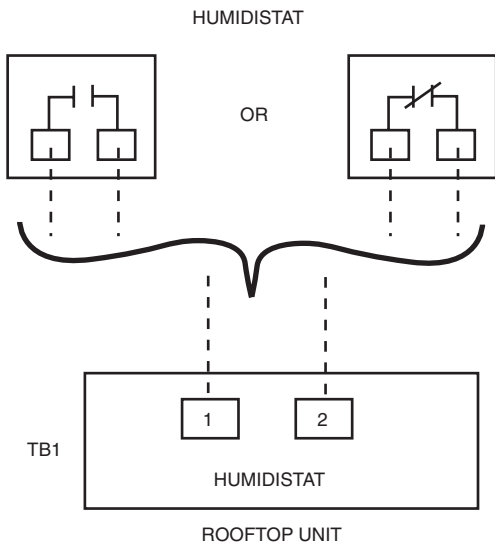 HUMIDISTAT
OR
1 2
TB1
HUMIDISTAT
ROOFTOP UNIT